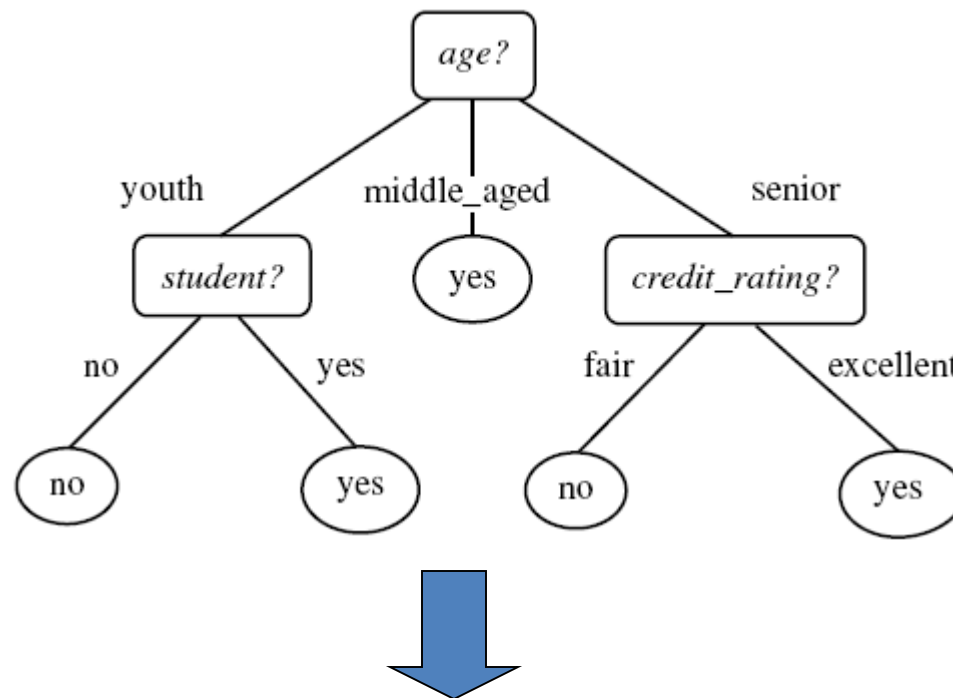 age?
youth
middle_aged
senior
student?
yes
credit_rating?
no
yes
fair
excellent
no
yes
no
yes